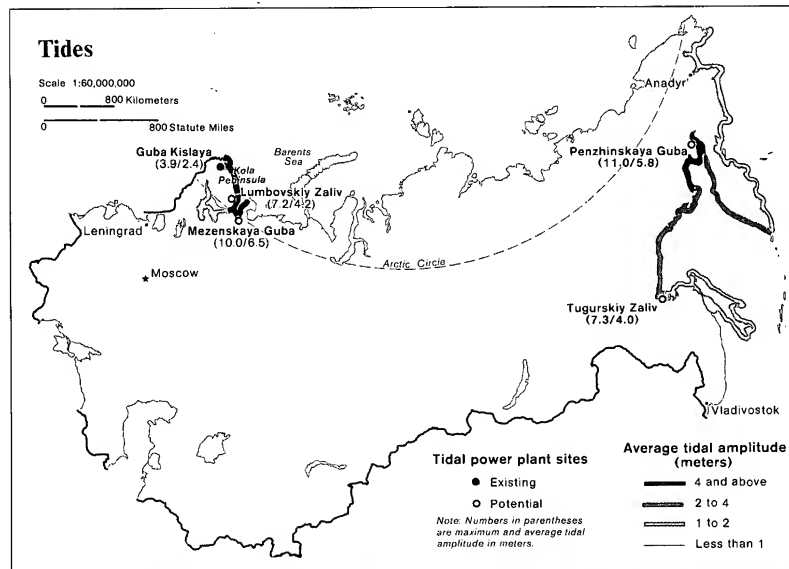 Tides
Scale 1:60,000,000
0 800 Kilometers
0 800 Statute Miles
Anadyr'
Guba Kislaya
(3.9/2.4)
Barents
Sea
Kola
Peninsula
Penzhinskaya Guba
(11.0/5.8)
Lumbovskiy Zaliv
(7.2/4.2)
Leningrad
Mezenskaya Guba
(10.0/6.5)
Arctic Circle
Moscow
Tugurskiy Zaliv
(7.3/4.0)
Vladivostok
Tidal power plant sites
Existing
Potential
Note: Numbers in parentheses
are maximum and average tidal
amplitude in meters.
Average tidal amplitude
(meters)
4 and above
2 to 4
1 to 2
Less than 1